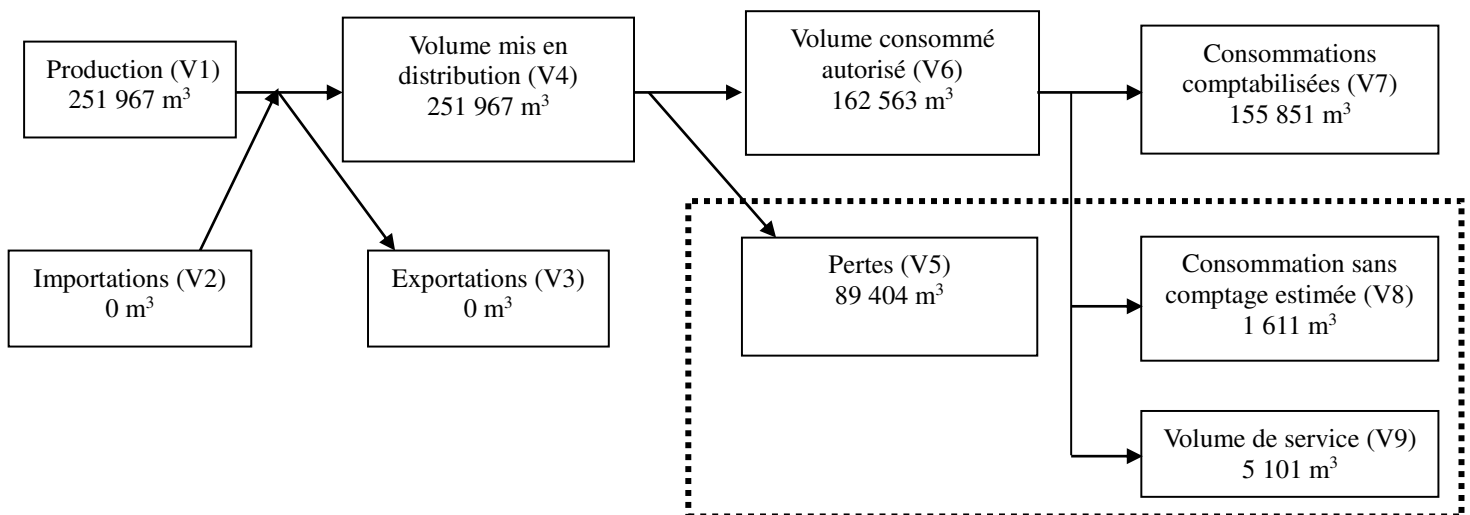 Production (V1)
251 967 m³
Volume mis en
distribution (V4)
251 967 m³
Volume consommé
autorisé (V6)
162 563 m³
Consommations
comptabilisées (V7)
155 851 m³
Importations (V2)
0 m³
Exportations (V3)
0 m³
Pertes (V5)
89 404 m³
Consommation sans
comptage estimée (V8)
1 611 m³
Volume de service (V9)
5 101 m³